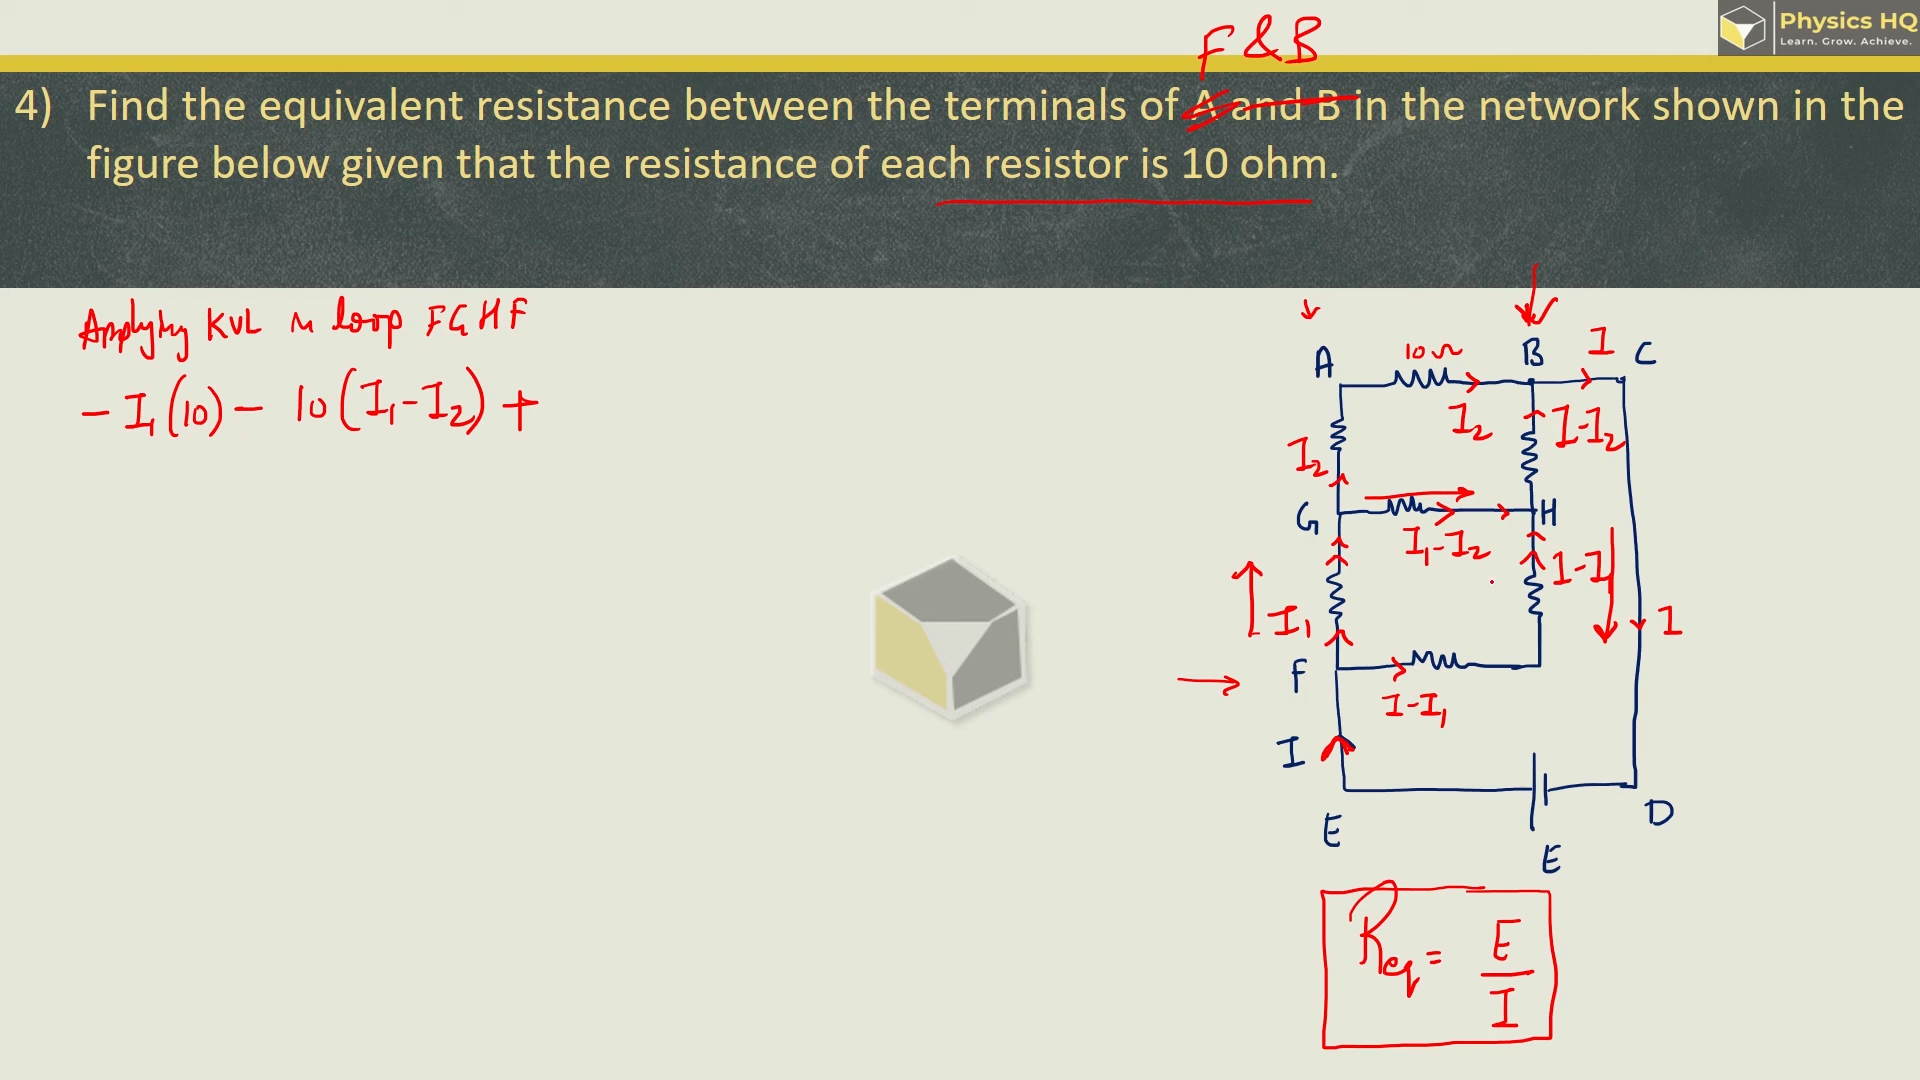 Physics HQ
Learn. Grow. Achieve.
F & B
4) Find the equivalent resistance between the terminals of A and B in the network shown in the
figure below given that the resistance of each resistor is 10 ohm.
Applying KVL in loop FGHF
- I₁(10) - 10(I₁-I₂) +
A
10Ω
B
I
C
I₂
I-I₂
I₂
G
H
I₁-I₂
I-I₁
I₁
I
F
I-I₁
I
E
D
E
Req = E/I